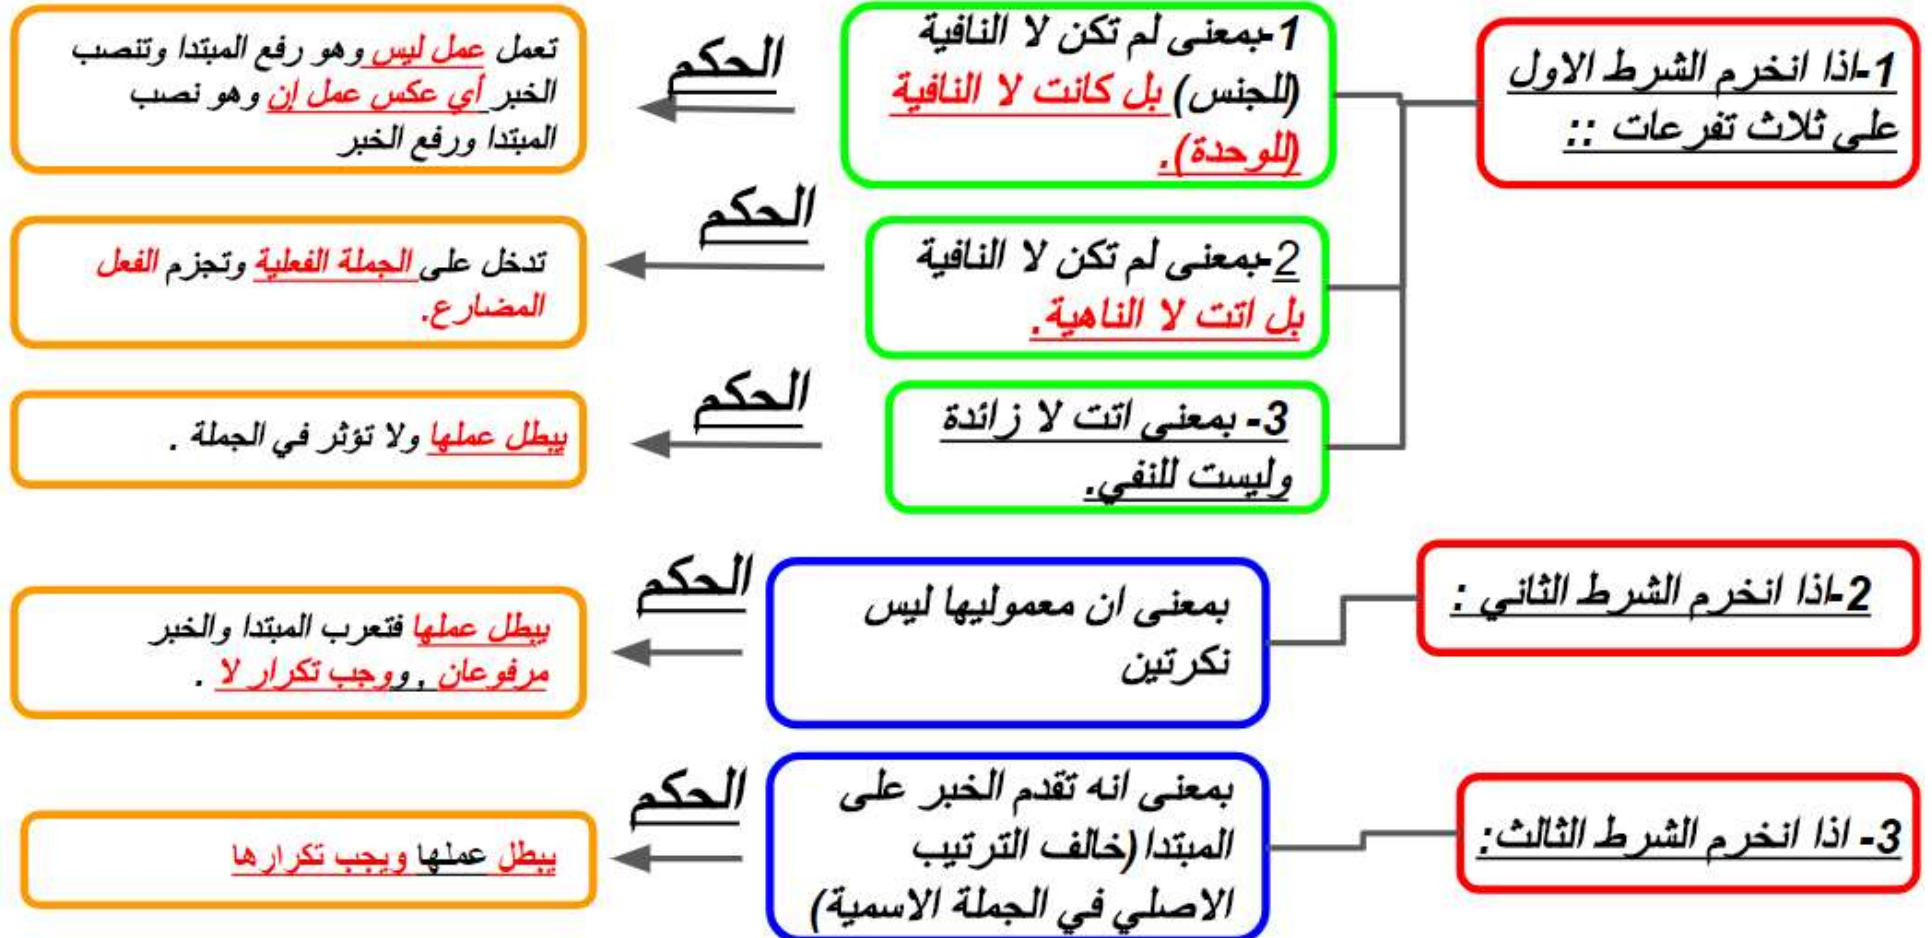 1-اذا انخرم الشرط الاول
على ثلاث تفرعات ::
1-بمعنى لم تكن لا النافية
(للجنس) بل كانت لا النافية
(للوحدة).
الحكم
تعمل عمل ليس وهو رفع المبتدا وتنصب
الخبر أي عكس عمل إن وهو نصب
المبتدا ورفع الخبر
2-بمعنى لم تكن لا النافية
بل اتت لا الناهية.
الحكم
تدخل على الجملة الفعلية وتجزم الفعل
المضارع.
3- بمعنى اتت لا زائدة
وليست للنفي.
الحكم
يبطل عملها ولا تؤثر في الجملة .
2-اذا انخرم الشرط الثاني :
بمعنى ان معموليها ليس
نكرتين
الحكم
يبطل عملها فتعرب المبتدا والخبر
مرفوعان , ووجب تكرار لا .
3- اذا انخرم الشرط الثالث:
بمعنى انه تقدم الخبر على
المبتدا (خالف الترتيب
الاصلي في الجملة الاسمية)
الحكم
يبطل عملها ويجب تكرارها